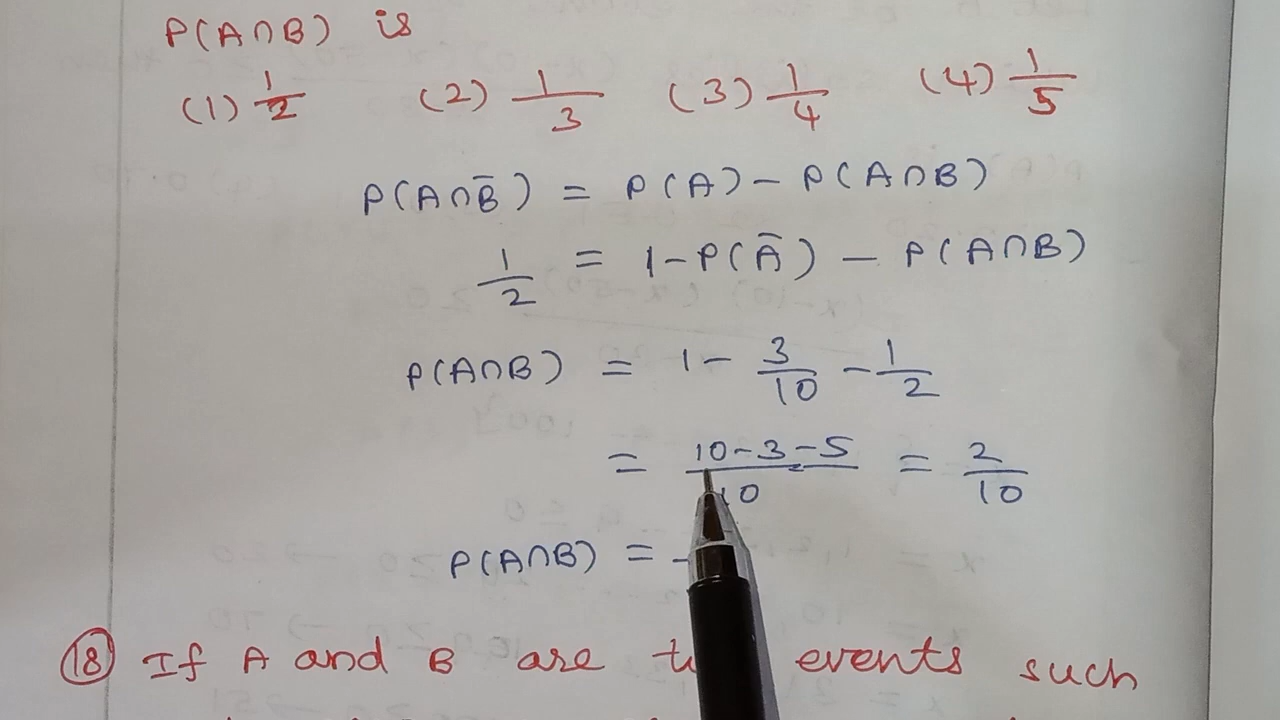 P(A∩B) is
(1) 1/2 (2) 1/3 (3) 1/4 (4) 1/5
P(A∩B̄) = P(A) - P(A∩B)
1/2 = 1-P(Ā) - P(A∩B)
P(A∩B) = 1 - 3/10 - 1/2
= 10-3-5/10 = 2/10
P(A∩B) =
(18) If A and B are events such